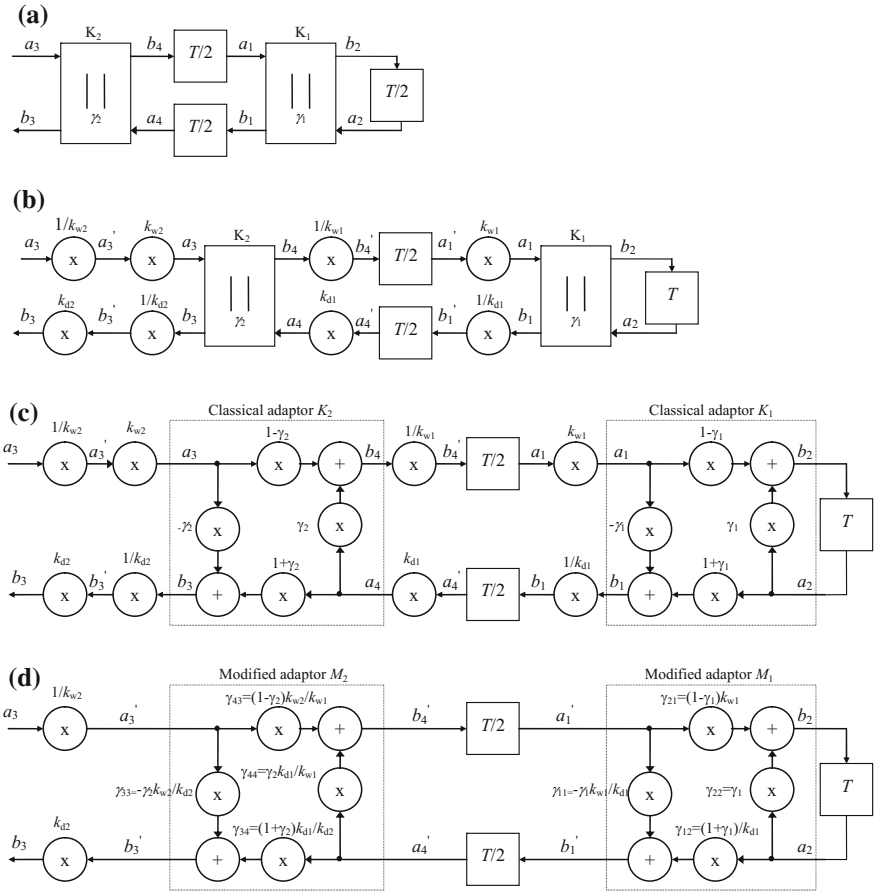 (a)
K2 K1
a3 b4 T/2 a1 b2
γ2 γ1 T/2
b3 a4 T/2 b1 a2
(b)
1/kw2 kw2 K2 1/kw1 kw1 K1
a3 x a3' x a3 b4 x b4' T/2 a1' x a1 b2
γ2 γ1 T
kd2 1/kd2 kd1 1/kd1
b3 x b3' x b3 a4 x a4' T/2 b1' x b1 a2
(c)
Classical adaptor K2 Classical adaptor K1
1/kw2 kw2 1-γ2 1/kw1 kw1 1-γ1
a3 x a3' x a3 x + b4 x b4' T/2 a1 x a1 x + b2
-γ2 x γ2 x -γ1 x γ1 x T
kd2 1/kd2 1+γ2 kd1 1/kd1 1+γ1
b3 x b3' x b3 + x a4 x a4' T/2 b1 x b1 + x a2
(d)
Modified adaptor M2 Modified adaptor M1
1/kw2 γ43=(1-γ2)kw2/kw1 γ21=(1-γ1)kw1
a3 x a3' x + b4' T/2 a1' x + b2
γ44=γ2kd1/kw1
γ33=-γ2kw2/kd2 x x γ11=-γ1kw1/kd1 x γ22=γ1 x T
kd2 γ34=(1+γ2)kd1/kd2 γ12=(1+γ1)/kd1
b3 x b3' + x a4' T/2 b1' + x a2